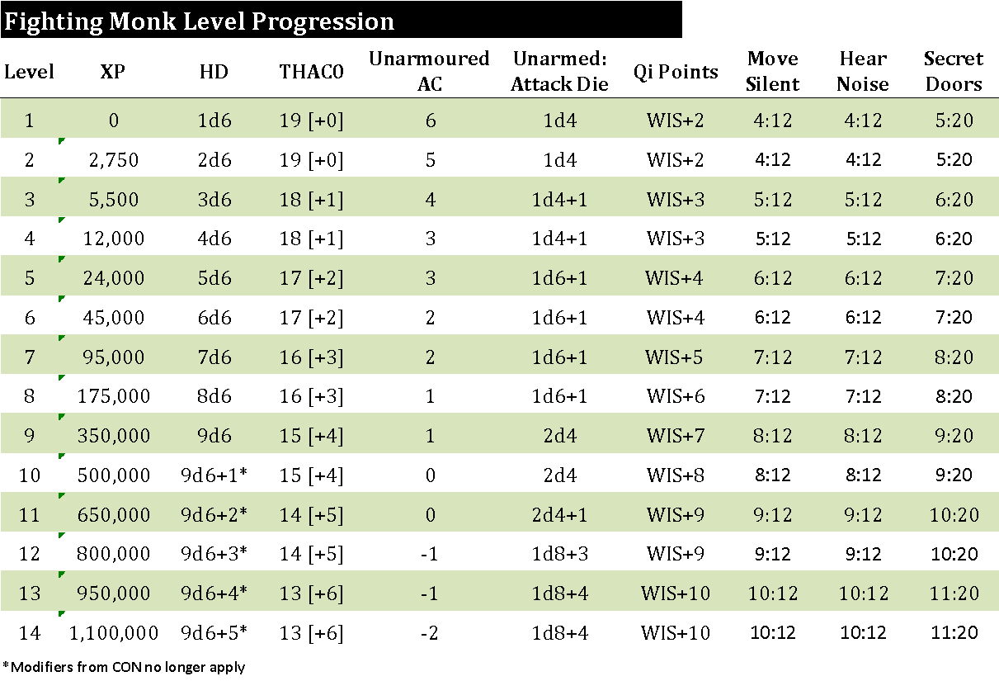 Fighting Monk Level Progression
Level XP HD THAC0 Unarmoured AC Unarmed: Attack Die Qi Points Move Silent Hear Noise Secret Doors
1 0 1d6 19 [+0] 6 1d4 WIS+2 4:12 4:12 5:20
2 2,750 2d6 19 [+0] 5 1d4 WIS+2 4:12 4:12 5:20
3 5,500 3d6 18 [+1] 4 1d4+1 WIS+3 5:12 5:12 6:20
4 12,000 4d6 18 [+1] 3 1d4+1 WIS+3 5:12 5:12 6:20
5 24,000 5d6 17 [+2] 3 1d6+1 WIS+4 6:12 6:12 7:20
6 45,000 6d6 17 [+2] 2 1d6+1 WIS+4 6:12 6:12 7:20
7 95,000 7d6 16 [+3] 2 1d6+1 WIS+5 7:12 7:12 8:20
8 175,000 8d6 16 [+3] 1 1d6+1 WIS+6 7:12 7:12 8:20
9 350,000 9d6 15 [+4] 1 2d4 WIS+7 8:12 8:12 9:20
10 500,000 9d6+1* 15 [+4] 0 2d4 WIS+8 8:12 8:12 9:20
11 650,000 9d6+2* 14 [+5] 0 2d4+1 WIS+9 9:12 9:12 10:20
12 800,000 9d6+3* 14 [+5] -1 1d8+3 WIS+9 9:12 9:12 10:20
13 950,000 9d6+4* 13 [+6] -1 1d8+4 WIS+10 10:12 10:12 11:20
14 1,100,000 9d6+5* 13 [+6] -2 1d8+4 WIS+10 10:12 10:12 11:20
*Modifiers from CON no longer apply